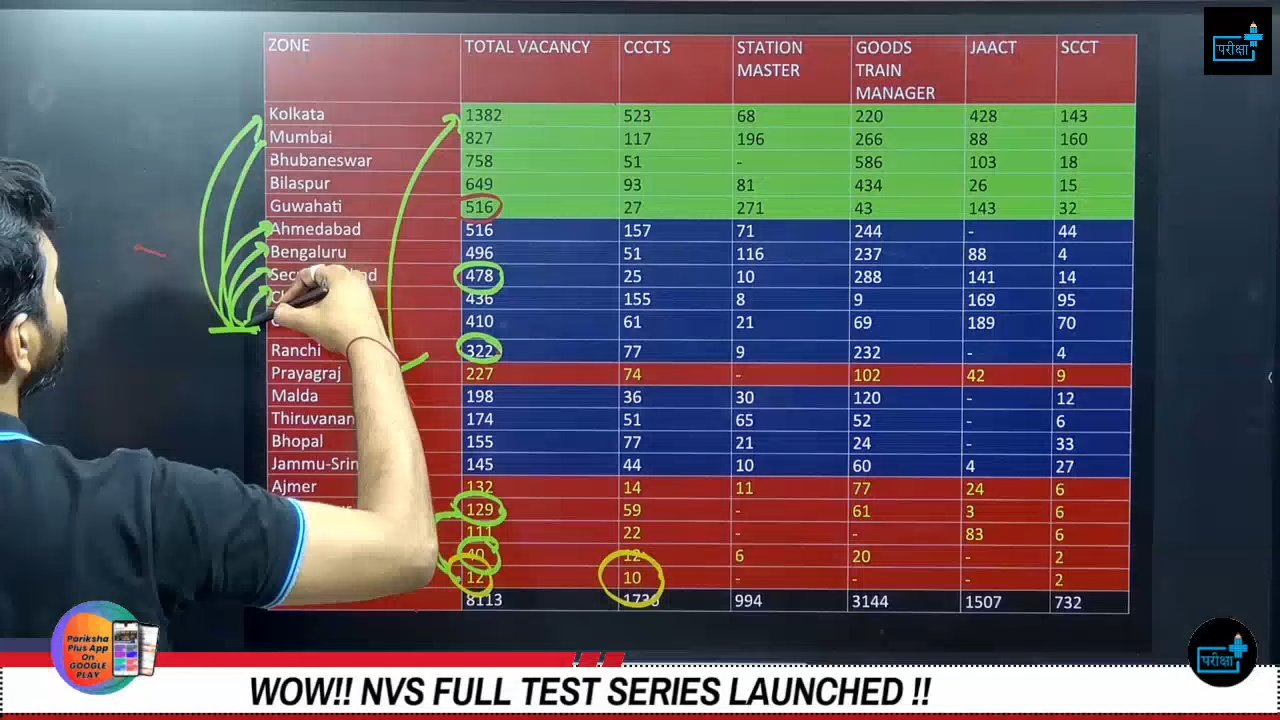 ZONE TOTAL VACANCY CCCTS STATION MASTER GOODS TRAIN MANAGER JAACT SCCT
Kolkata 1382 523 68 220 428 143
Mumbai 827 117 196 266 88 160
Bhubaneswar 758 51 - 586 103 18
Bilaspur 649 93 81 434 26 15
Guwahati 516 27 271 43 143 32
Ahmedabad 516 157 71 244 - 44
Bengaluru 496 51 116 237 88 4
478 25 10 288 141 14
436 155 8 9 169 95
410 61 21 69 189 70
Ranchi 322 77 9 232 - 4
Prayagraj 227 74 - 102 42 9
Malda 198 36 30 120 - 12
174 51 65 52 - 6
Bhopal 155 77 21 24 - 33
145 44 10 60 4 27
Ajmer 132 14 11 77 24 6
129 59 - 61 3 6
111 22 - - 83 6
40 12 6 20 - 2
12 10 - - - 2
8113 994 3144 1507 732
परीक्षा
Pariksha
Plus App
On
GOOGLE
PLAY
WOW!! NVS FULL TEST SERIES LAUNCHED !!
परीक्षा